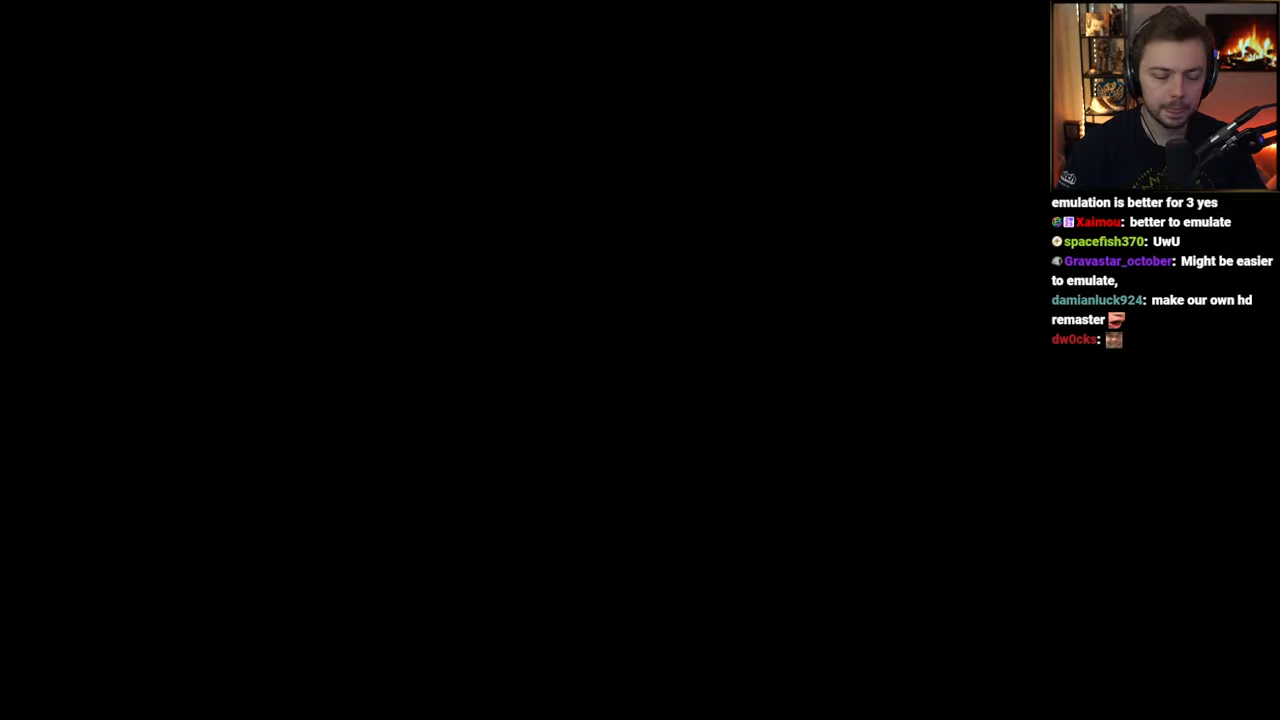 emulation is better for 3 yes
Xaimou: better to emulate
spacefish370: UwU
Gravastar_october: Might be easier
to emulate,
damianluck924: make our own hd
remaster
dw0cks: